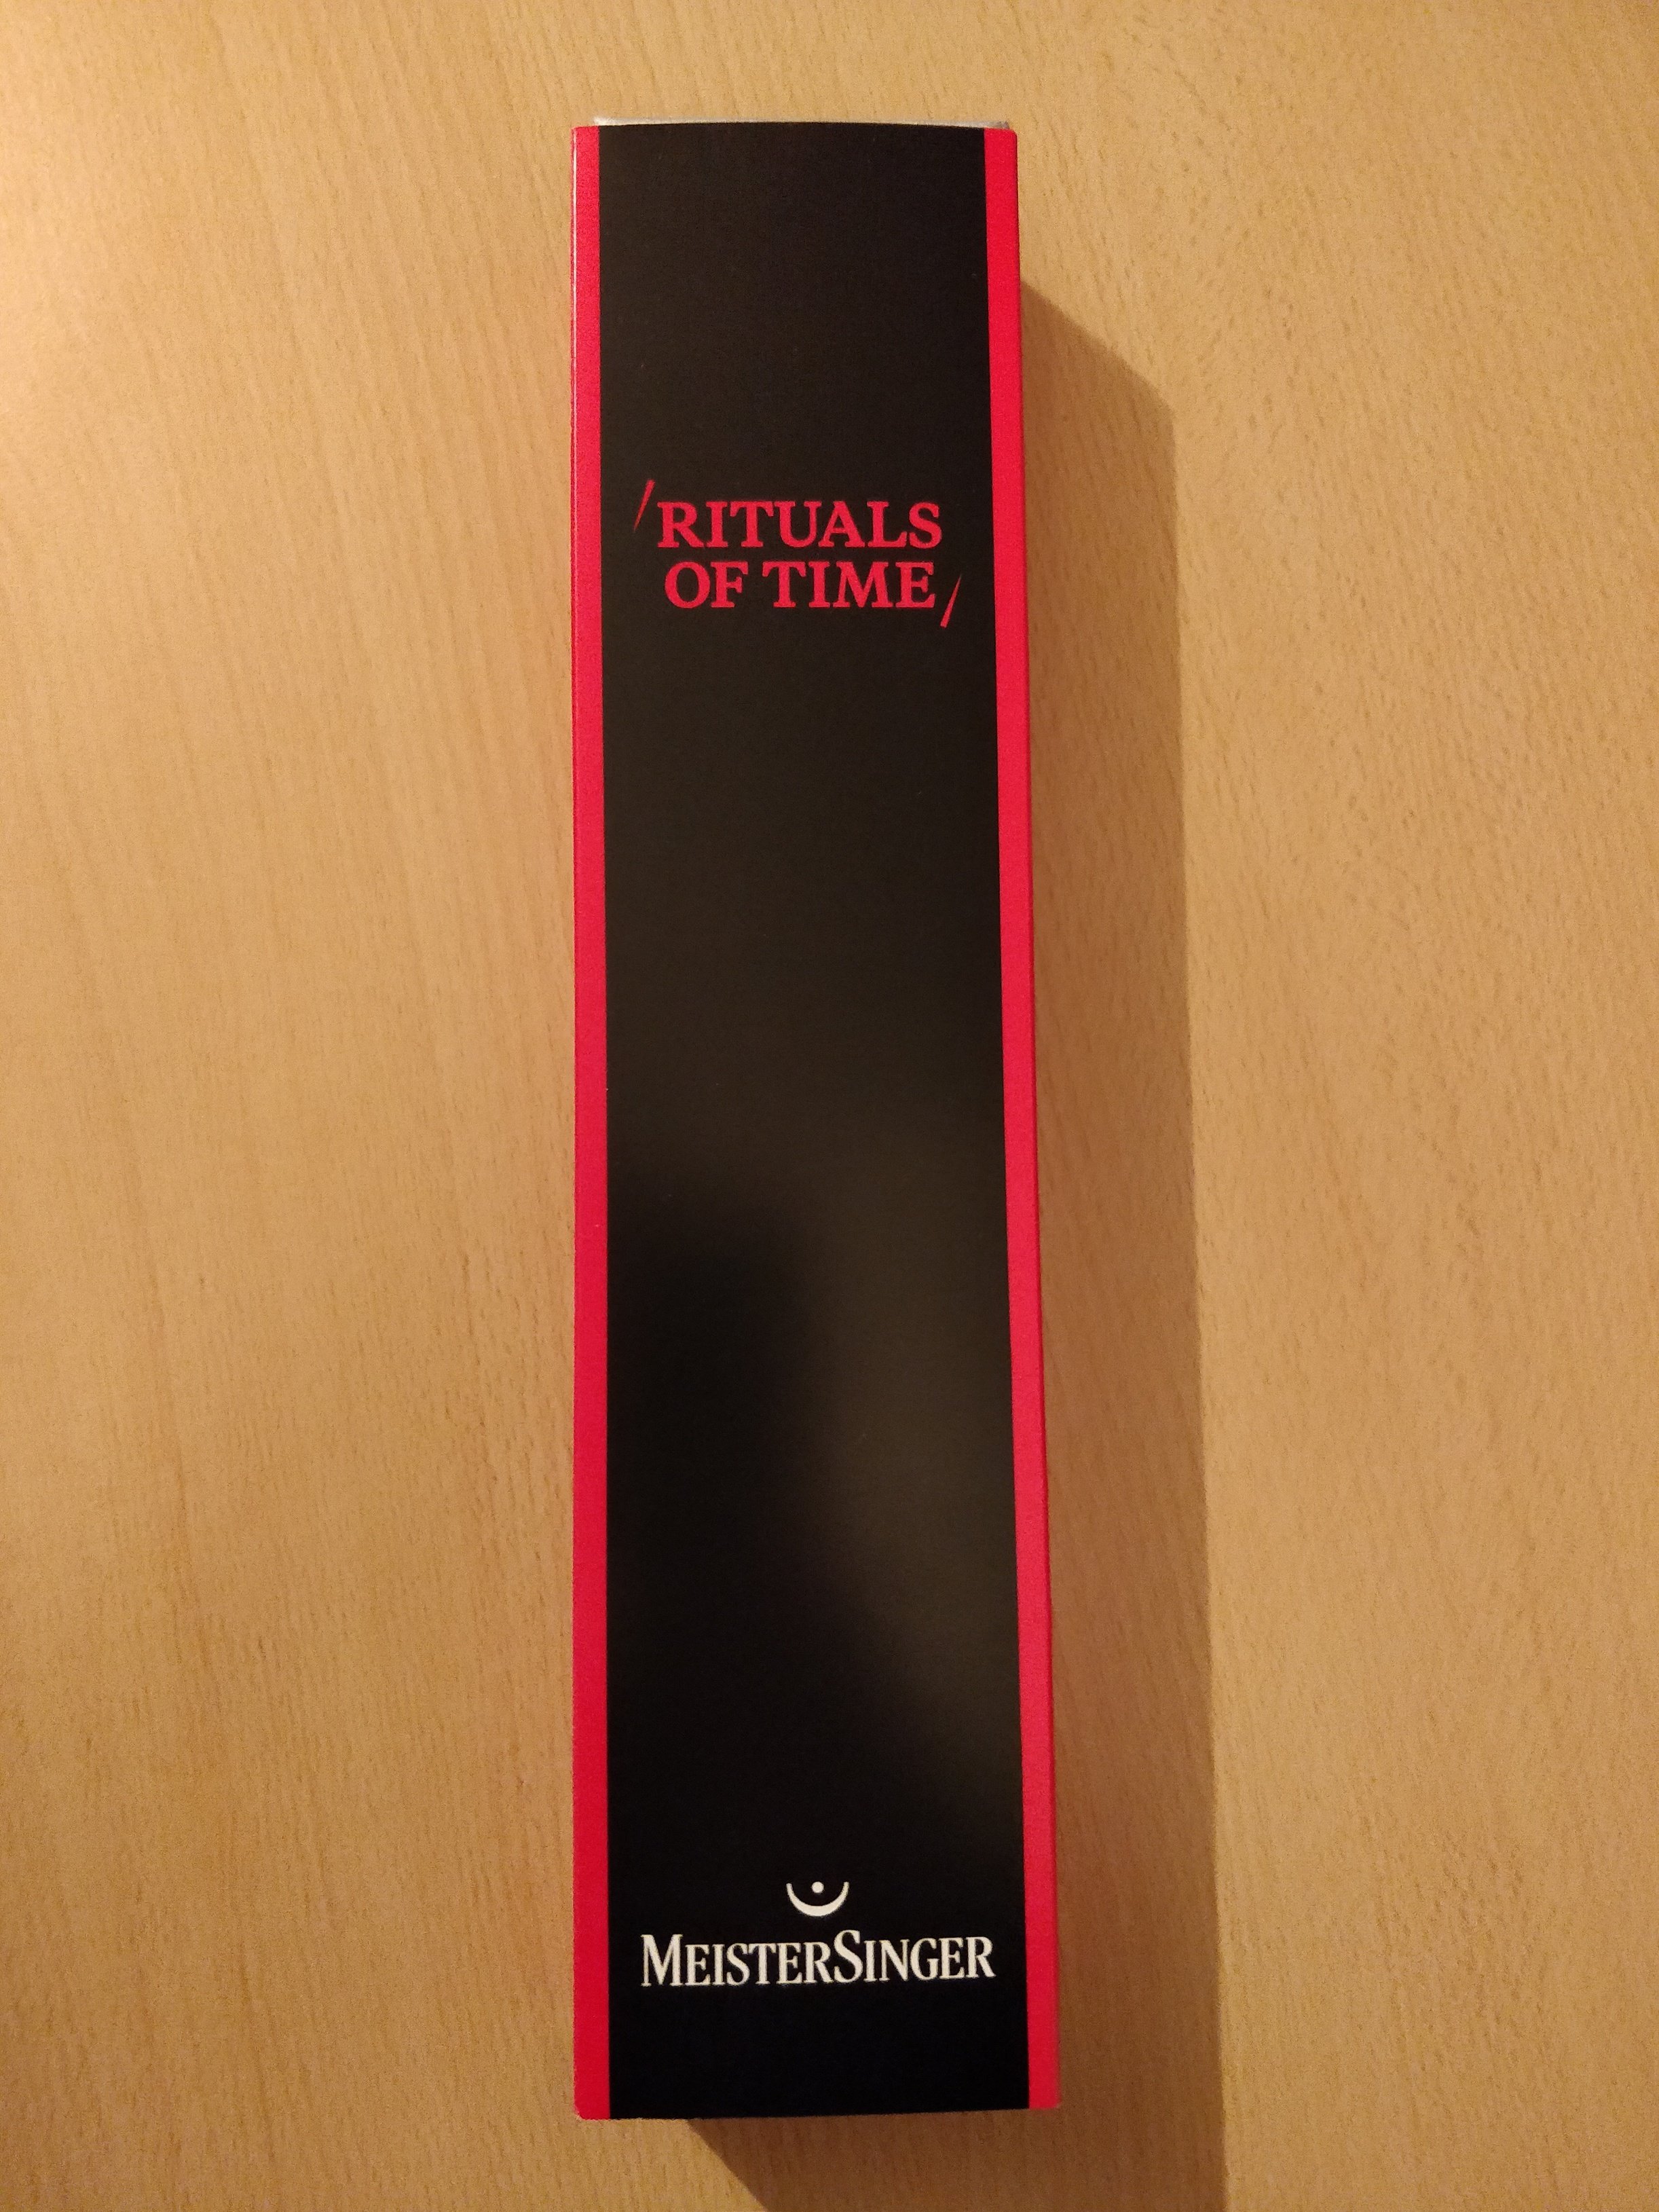 /RITUALS
OF TIME/
MEISTERSINGER